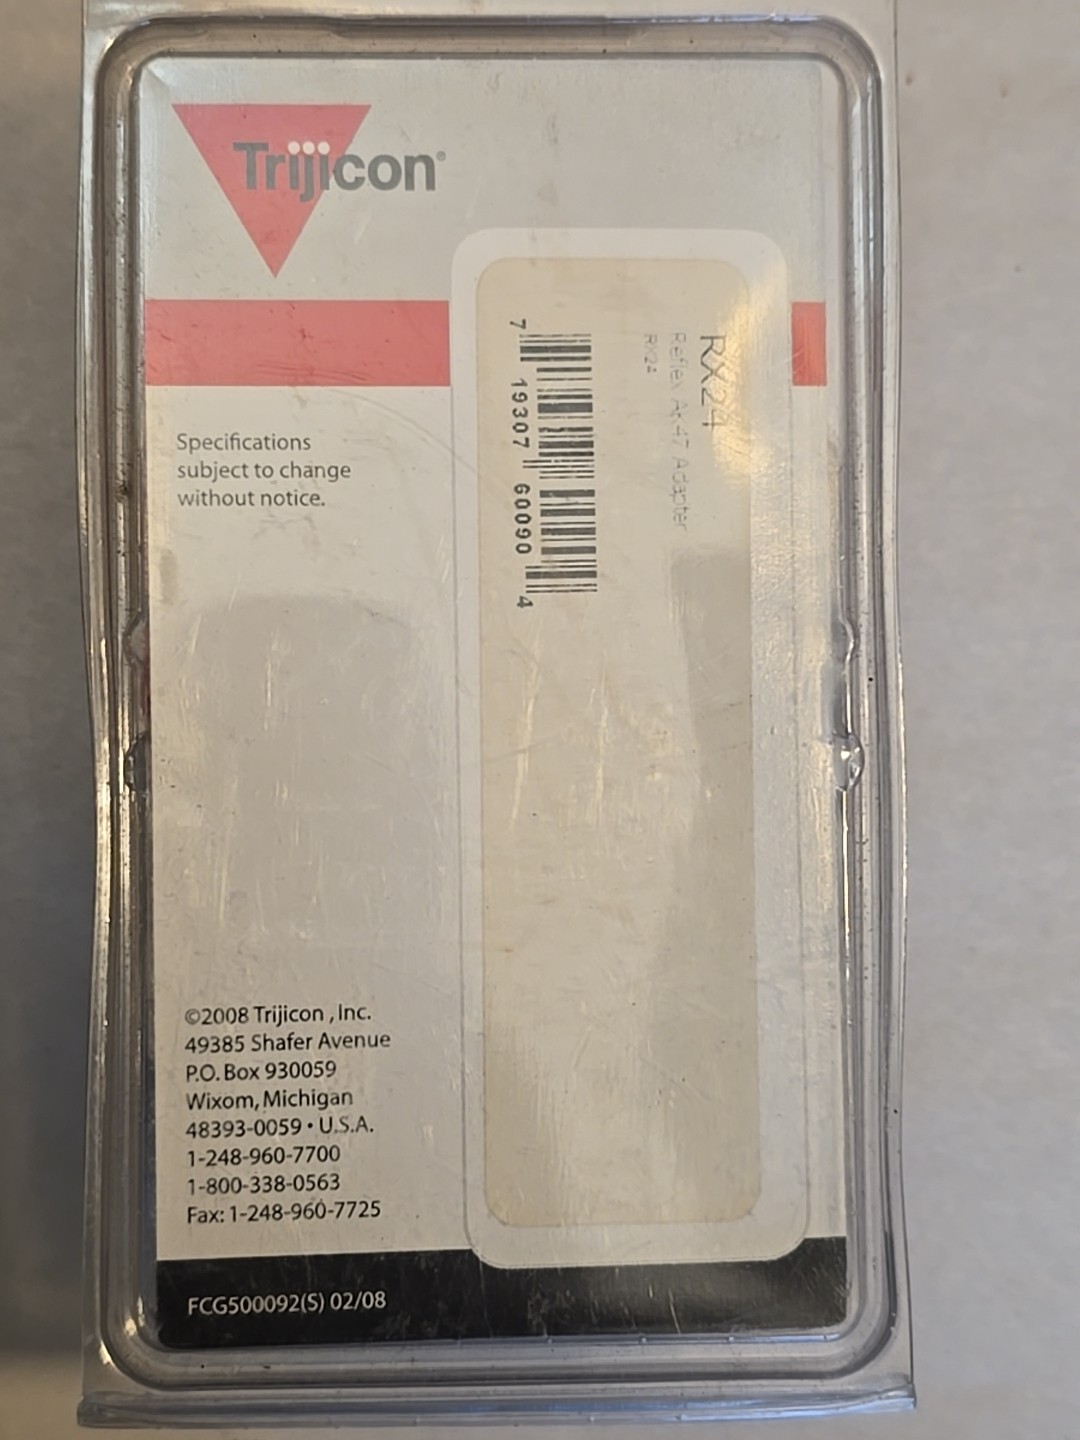 Trijicon®
RX24
Reflex AK47 Adapter
RX24
7 19307 60090 4
Specifications
subject to change
without notice.
©2008 Trijicon , Inc.
49385 Shafer Avenue
P.O. Box 930059
Wixom, Michigan
48393-0059 • U.S.A.
1-248-960-7700
1-800-338-0563
Fax: 1-248-960-7725
FCG500092(S) 02/08